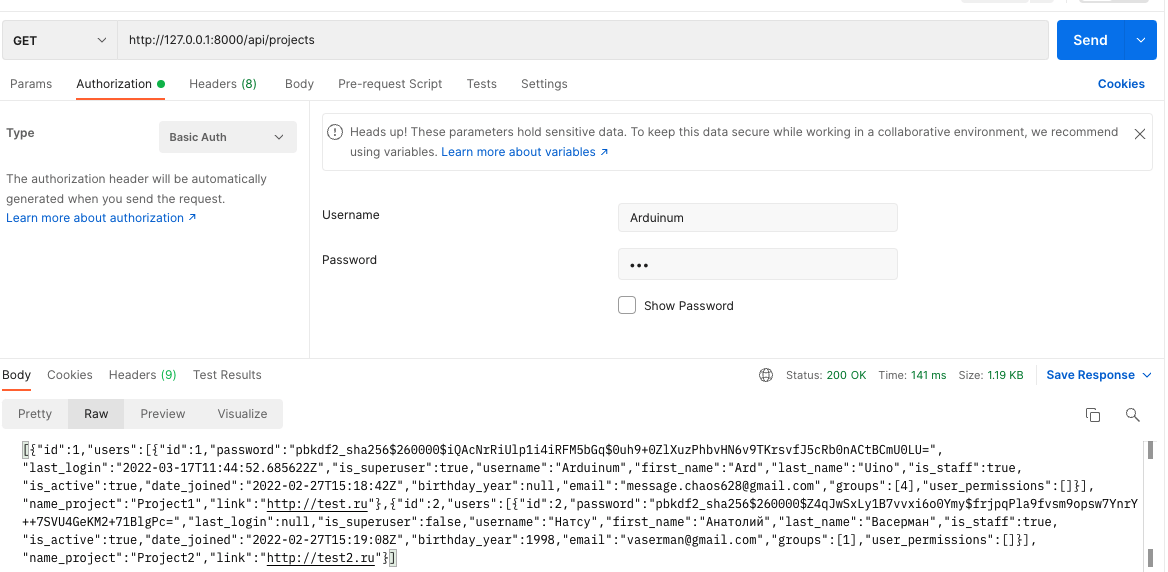 GET http://127.0.0.1:8000/api/projects Send
Params Authorization Headers (8) Body Pre-request Script Tests Settings Cookies
Type Basic Auth
The authorization header will be automatically
generated when you send the request.
Learn more about authorization ↗
Heads up! These parameters hold sensitive data. To keep this data secure while working in a collaborative environment, we recommend
using variables. Learn more about variables ↗
Username Arduinum
Password •••
Show Password
Body Cookies Headers (9) Test Results Status: 200 OK Time: 141 ms Size: 1.19 KB Save Response
Pretty Raw Preview Visualize
[{"id":1,"users":[{"id":1,"password":"pbkdf2_sha256$260000$iQAcNrRiUlp1i4iRFM5bGq$0uh9+0ZlXuzPhbvHN6v9TKrsvfJ5cRb0nACtBCmU0LU=",
"last_login":"2022-03-17T11:44:52.685622Z","is_superuser":true,"username":"Arduinum","first_name":"Ard","last_name":"Uino","is_staff":true,
"is_active":true,"date_joined":"2022-02-27T15:18:42Z","birthday_year":null,"email":"message.chaos628@gmail.com","groups":[4],"user_permissions":[]}],
"name_project":"Project1","link":"http://test.ru"},{"id":2,"users":[{"id":2,"password":"pbkdf2_sha256$260000$Z4qJwSxLy1B7vvxi6o0Ymy$frjpqPla9fvsm9opsw7YnrY
++7SVU4GeKM2+71BlgPc=","last_login":null,"is_superuser":false,"username":"Натсу","first_name":"Анатолий","last_name":"Васерман","is_staff":true,
"is_active":true,"date_joined":"2022-02-27T15:19:08Z","birthday_year":1998,"email":"vaserman@gmail.com","groups":[1],"user_permissions":[]}],
"name_project":"Project2","link":"http://test2.ru"}]